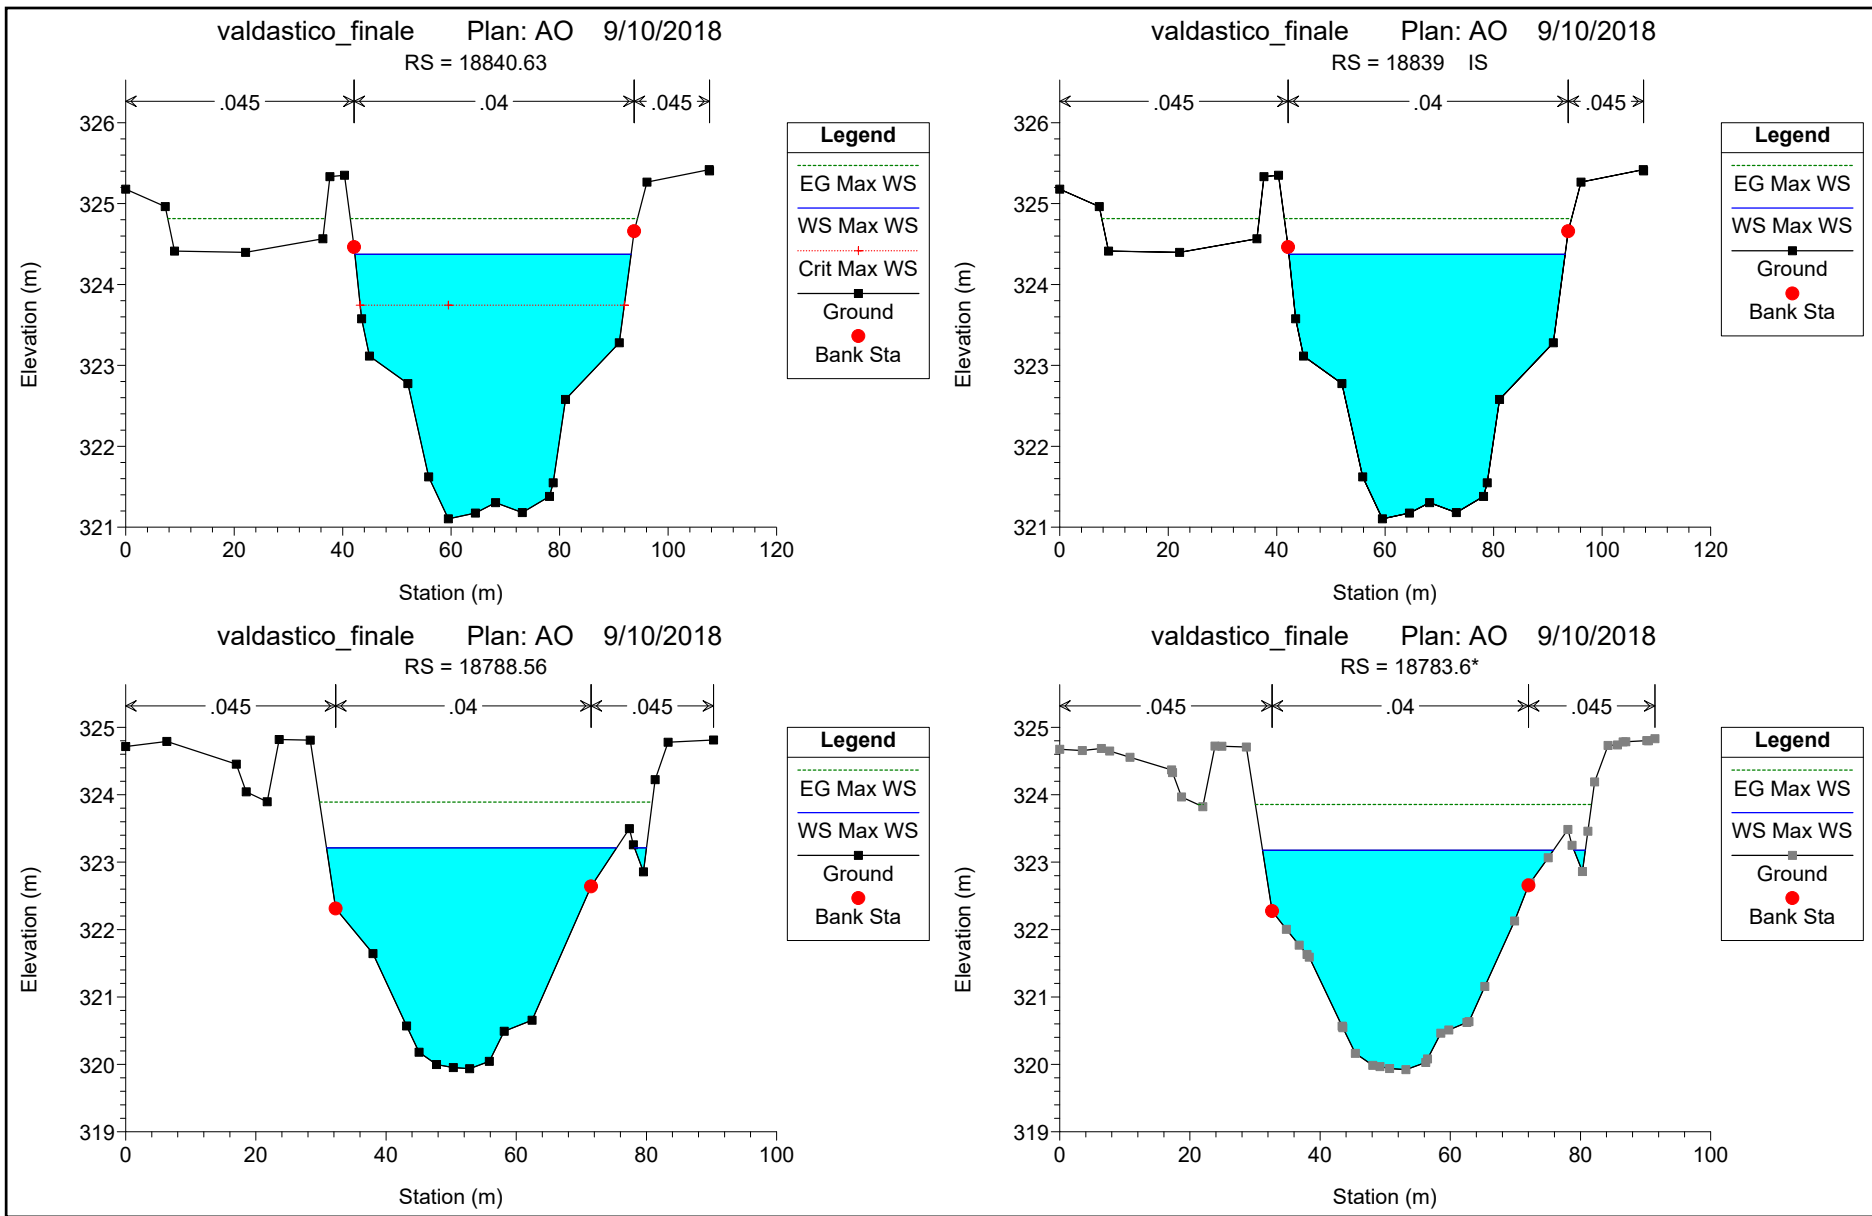 valdastico_finale Plan: AO 9/10/2018
RS = 18840.63
.045 .04 .045
326
325
324
323
322
321
0 20 40 60 80 100 120
Elevation (m)
Station (m)
Legend
EG Max WS
WS Max WS
Crit Max WS
Ground
Bank Sta
valdastico_finale Plan: AO 9/10/2018
RS = 18839 IS
.045 .04 .045
326
325
324
323
322
321
0 20 40 60 80 100 120
Elevation (m)
Station (m)
Legend
EG Max WS
WS Max WS
Ground
Bank Sta
valdastico_finale Plan: AO 9/10/2018
RS = 18788.56
.045 .04 .045
325
324
323
322
321
320
319
0 20 40 60 80 100
Elevation (m)
Station (m)
Legend
EG Max WS
WS Max WS
Ground
Bank Sta
valdastico_finale Plan: AO 9/10/2018
RS = 18783.6*
.045 .04 .045
325
324
323
322
321
320
319
0 20 40 60 80 100
Elevation (m)
Station (m)
Legend
EG Max WS
WS Max WS
Ground
Bank Sta